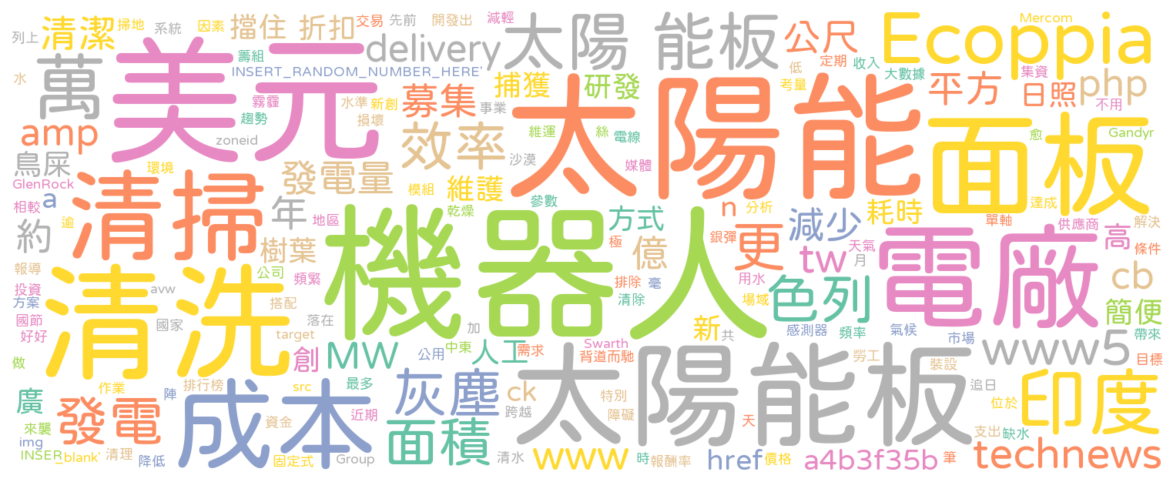 列上 清潔 掃地 系統 因素 擋住 折扣 交易 先前 開發出 減輕 太陽 能板 公尺 Ecoppia Mercom
萬 美元 籌組 delivery 低 定期 收入 大數據
水 INSERT_RANDOM_NUMBER_HERE' 捕獲 研發 考量 平方 日照 集資 php
霧霾 趨勢 水準 新創 募集 事業 不用
amp zoneid 損壞 效率 維運 絲 電線 太陽能 面板 愈 Gandyr
鳥屎 環境 發電量 沙漠 媒體 達成
GlenRock 清掃 模組 維護
相較 a 年 地區 乾燥 參數 方式 n 分析 減少 耗時 單軸 供應商 解決
逾 約 樹葉 機器人 極 億 銀彈 更 天氣 tw 電廠 高 條件
報導 公司 頻繁 排除 毫 用水 月 cb
投資 清洗 avw 搭配 清除 場域 色列
方案 落在 簡便
國節 國家 target 加 新 共 感測器 頻率 氣候 市場 帶來
好好 創 MW 公用 中東 人工 需求 Swarth 背道而馳 太陽能板 勞工 www5 目標
做 作業 排行榜 陣 成本 src 最多 灰塵 ck 跨越 特別 裝設 追日 印度
廣 發電 近期 面積 障礙 天 位於
來襲 資金 支出 缺水
img INSER _blank' 清理 降低 固定式 Group 清水 www 時 報酬率 href 價格 a4b3f35b 筆 technews